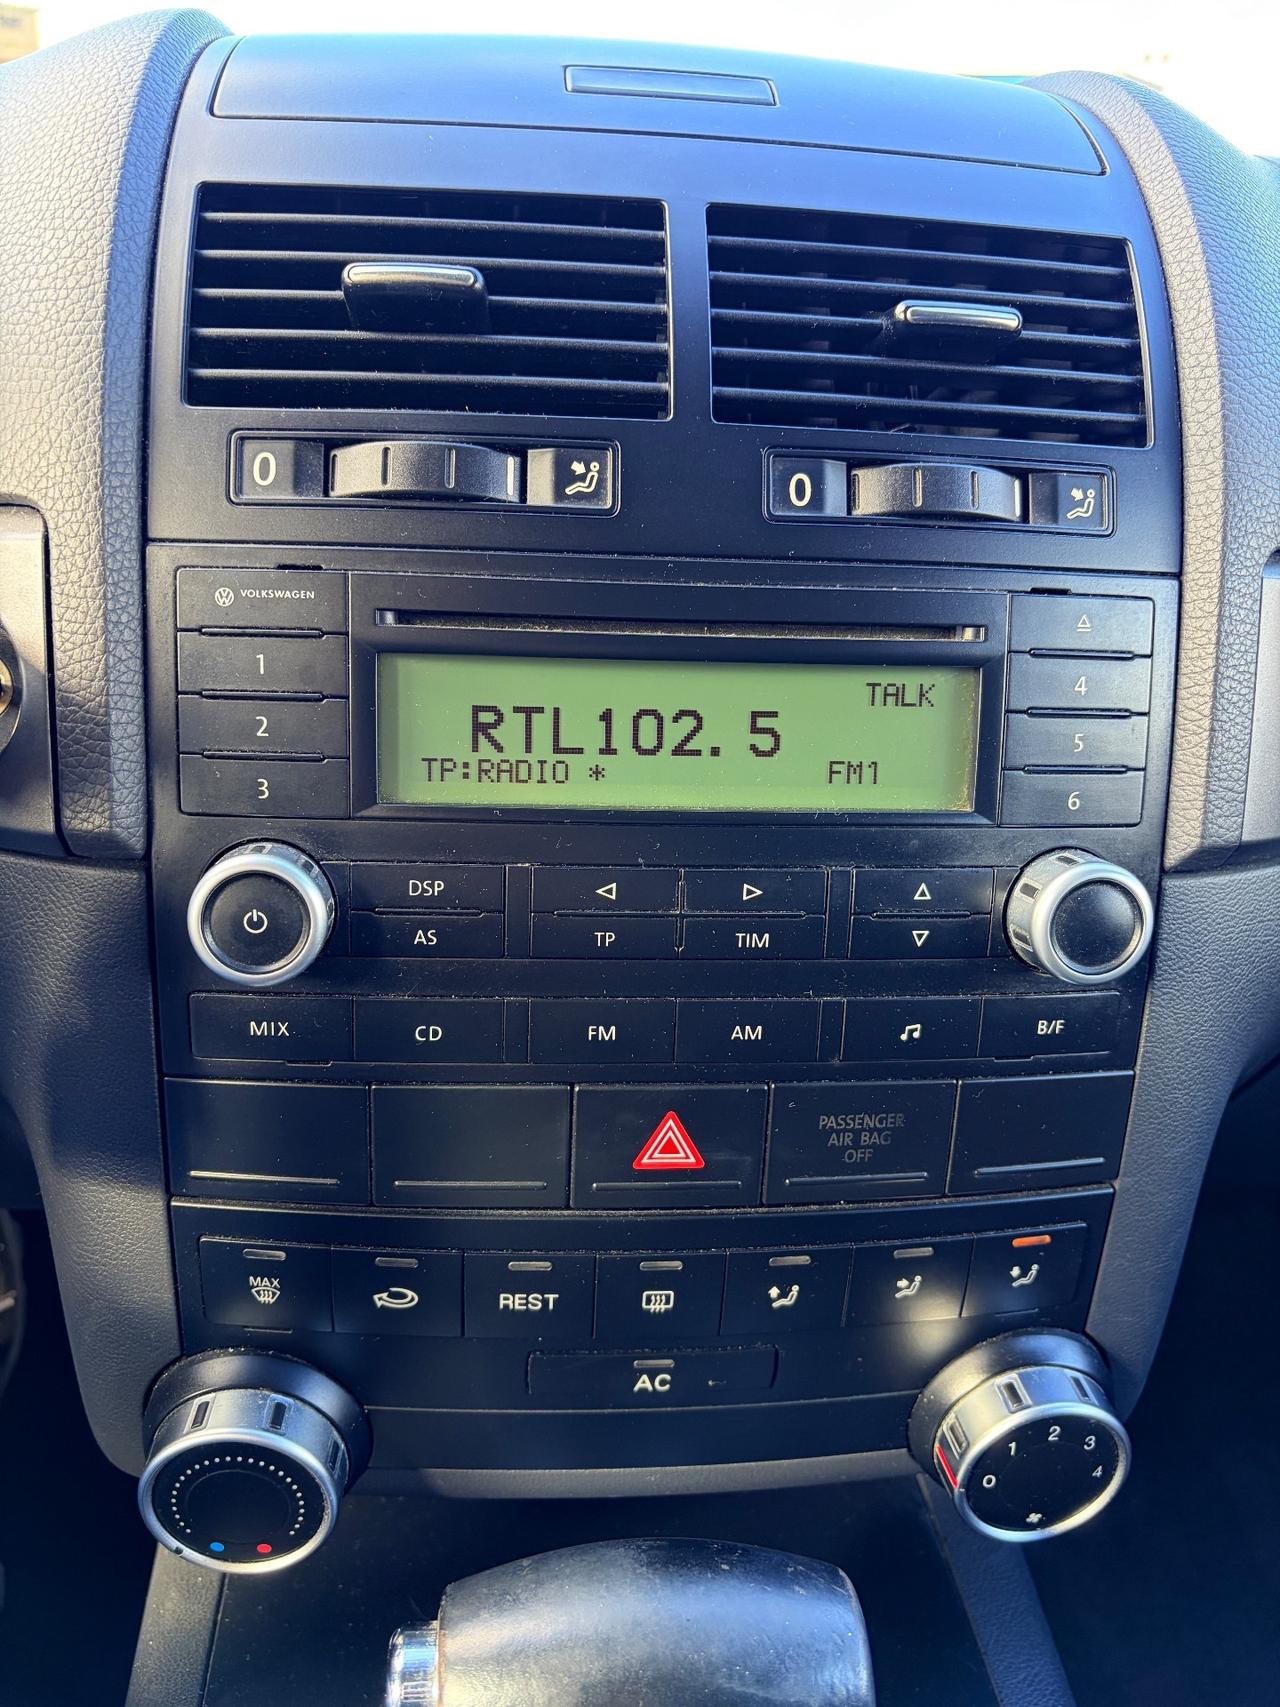 0
0
VOLKSWAGEN
1
2
3
TALK
RTL102.5
TP:RADIO * FM1
4
5
6
DSP
AS
TP
TIM
MIX
CD
FM
AM
B/F
PASSENGER
AIR BAG
OFF
MAX
REST
AC
0 1 2 3 4